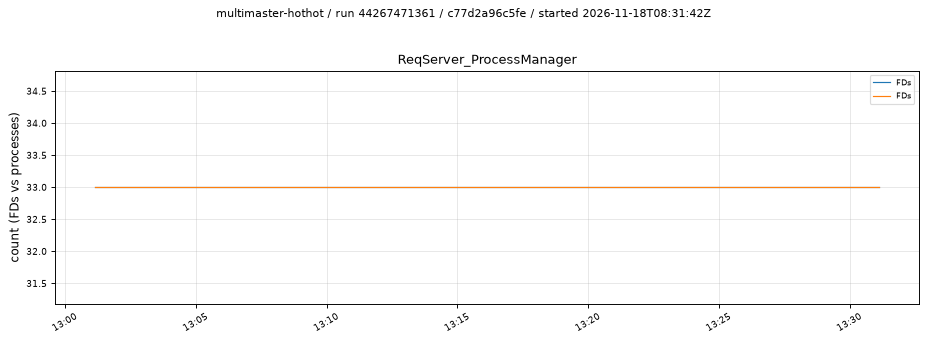 multimaster-hothot / run 44267471361 / c77d2a96c5fe / started 2026-11-18T08:31:42Z
ReqServer_ProcessManager
FDs
FDs
count (FDs vs processes)
34.5
34.0
33.5
33.0
32.5
32.0
31.5
13:00
13:05
13:10
13:15
13:20
13:25
13:30